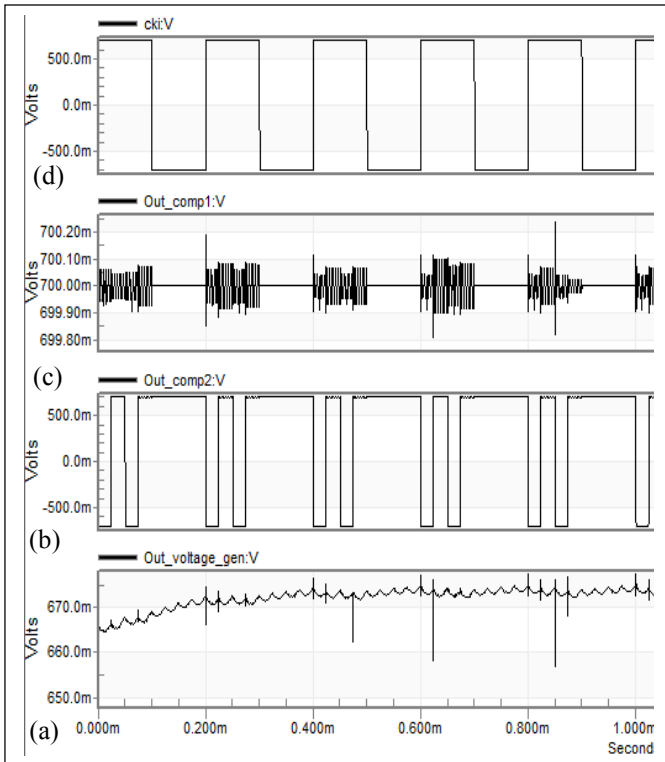 cki:V
500.0m
0.0m
-500.0m
Volts
(d)
Out_comp1:V
700.20m
700.00m
699.90m
699.80m
Volts
(c)
Out_comp2:V
500.0m
0.0m
-500.0m
Volts
(b)
Out_voltage_gen:V
670.0m
660.0m
650.0m
Volts
(a)
0.000m 0.200m 0.400m 0.600m 0.800m 1.000m
Second